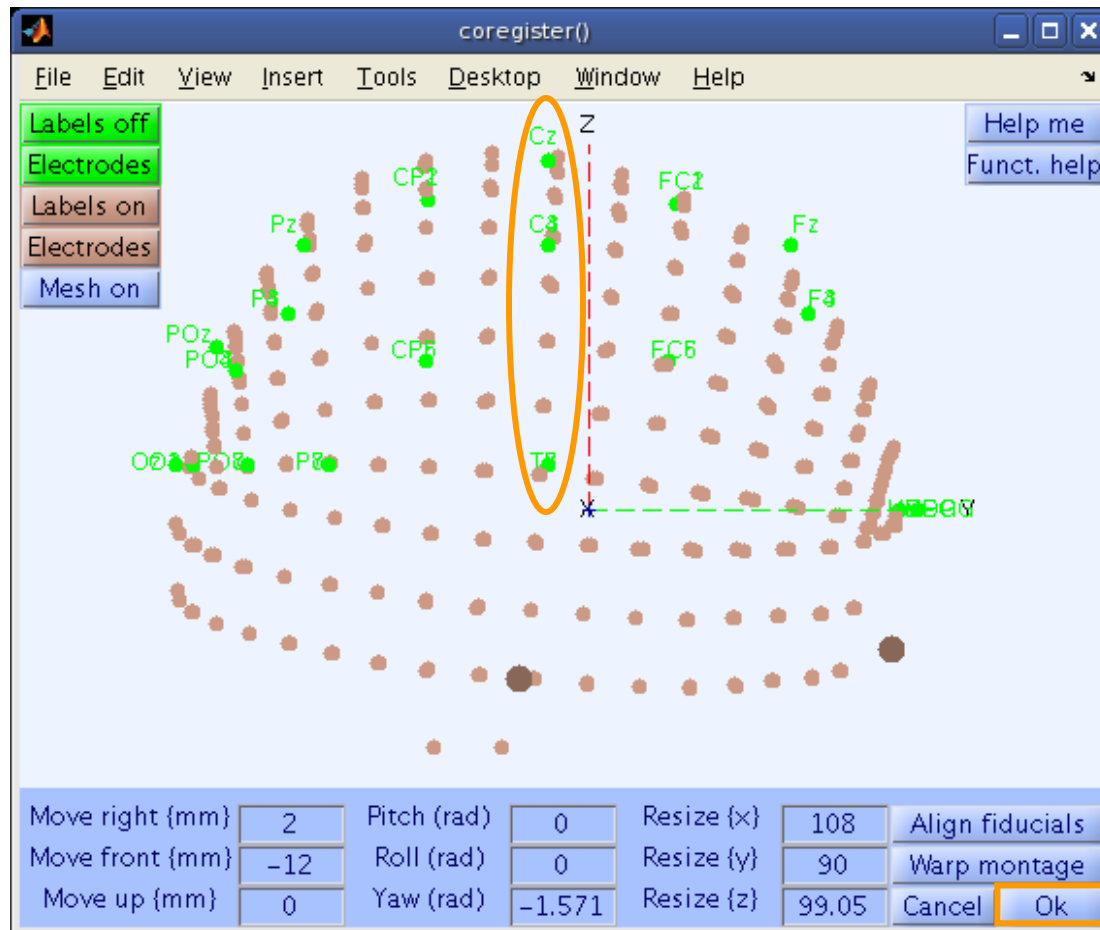 coregister()
File Edit View Insert Tools Desktop Window Help
Labels off
Electrodes
Labels on
Electrodes
Mesh on
Help me
Funct. help
Cz
Z
Pz
Fz
POz
X
Y
Move right {mm} 2 Pitch (rad) 0 Resize {x} 108 Align fiducials
Move front {mm} -12 Roll (rad) 0 Resize {y} 90 Warp montage
Move up {mm} 0 Yaw (rad) -1.571 Resize {z} 99.05 Cancel Ok